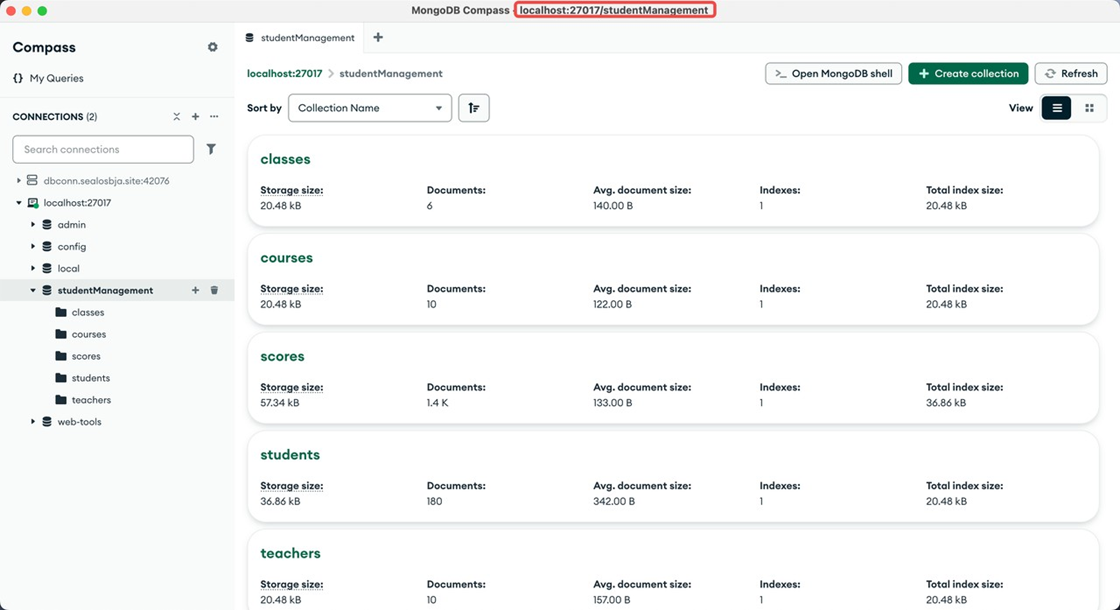 MongoDB Compass - localhost:27017/studentManagement
Compass
My Queries
CONNECTIONS (2)
Search connections
dbconn.sealosbja.site:42076
localhost:27017
admin
config
local
studentManagement
classes
courses
scores
students
teachers
web-tools
studentManagement
localhost:27017 > studentManagement
>_ Open MongoDB shell
+ Create collection
Refresh
Sort by Collection Name
View
classes
Storage size: Documents: Avg. document size: Indexes: Total index size:
20.48 kB 6 140.00 B 1 20.48 kB
courses
Storage size: Documents: Avg. document size: Indexes: Total index size:
20.48 kB 10 122.00 B 1 20.48 kB
scores
Storage size: Documents: Avg. document size: Indexes: Total index size:
57.34 kB 1.4 K 133.00 B 1 36.86 kB
students
Storage size: Documents: Avg. document size: Indexes: Total index size:
36.86 kB 180 342.00 B 1 20.48 kB
teachers
Storage size: Documents: Avg. document size: Indexes: Total index size:
20.48 kB 10 157.00 B 1 20.48 kB